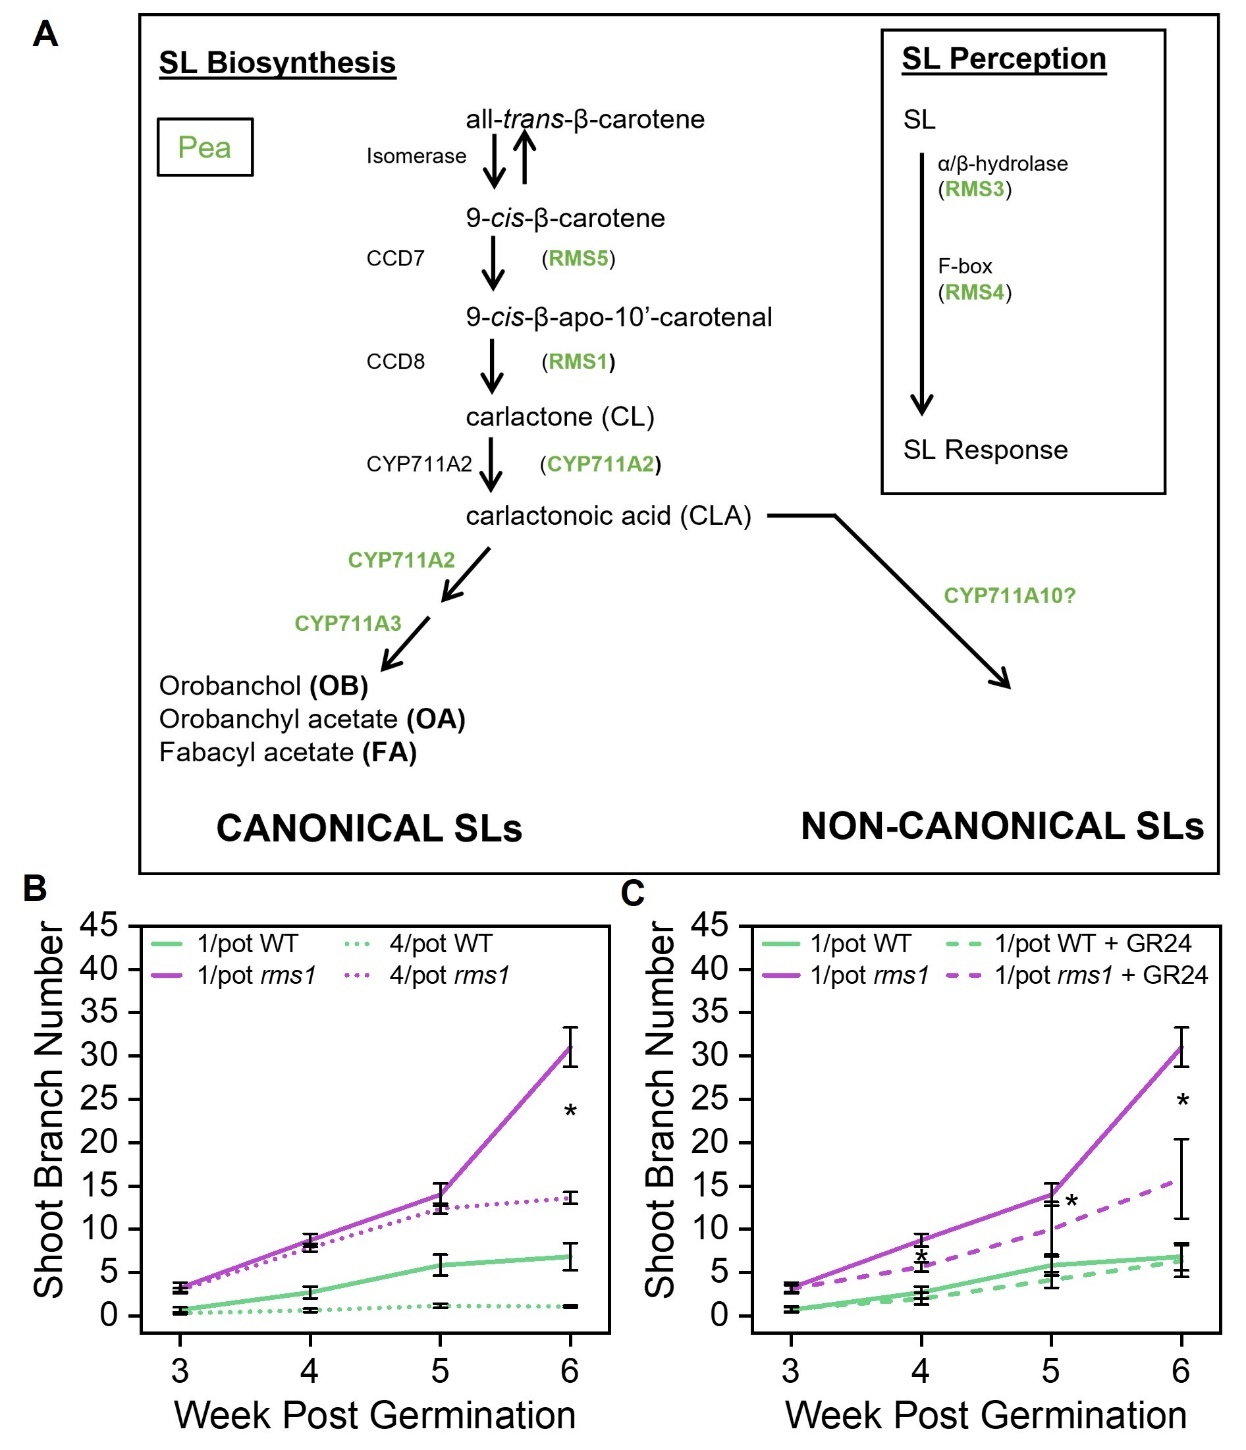 A
SL Biosynthesis
Pea
all-trans-β-carotene
Isomerase
9-cis-β-carotene
CCD7
(RMS5)
9-cis-β-apo-10’-carotenal
CCD8
(RMS1)
carlactone (CL)
CYP711A2
(CYP711A2)
carlactonoic acid (CLA)
CYP711A2
CYP711A3
CYP711A10?
Orobanchol (OB)
Orobanchyl acetate (OA)
Fabacyl acetate (FA)
CANONICAL SLs
NON-CANONICAL SLs
SL Perception
SL
α/β-hydrolase
(RMS3)
F-box
(RMS4)
SL Response
B
Shoot Branch Number
45
40
35
30
25
20
15
10
5
0
1/pot WT
4/pot WT
1/pot rms1
4/pot rms1
*
3 4 5 6
Week Post Germination
C
Shoot Branch Number
45
40
35
30
25
20
15
10
5
0
1/pot WT
1/pot WT + GR24
1/pot rms1
1/pot rms1 + GR24
*
*
*
3 4 5 6
Week Post Germination